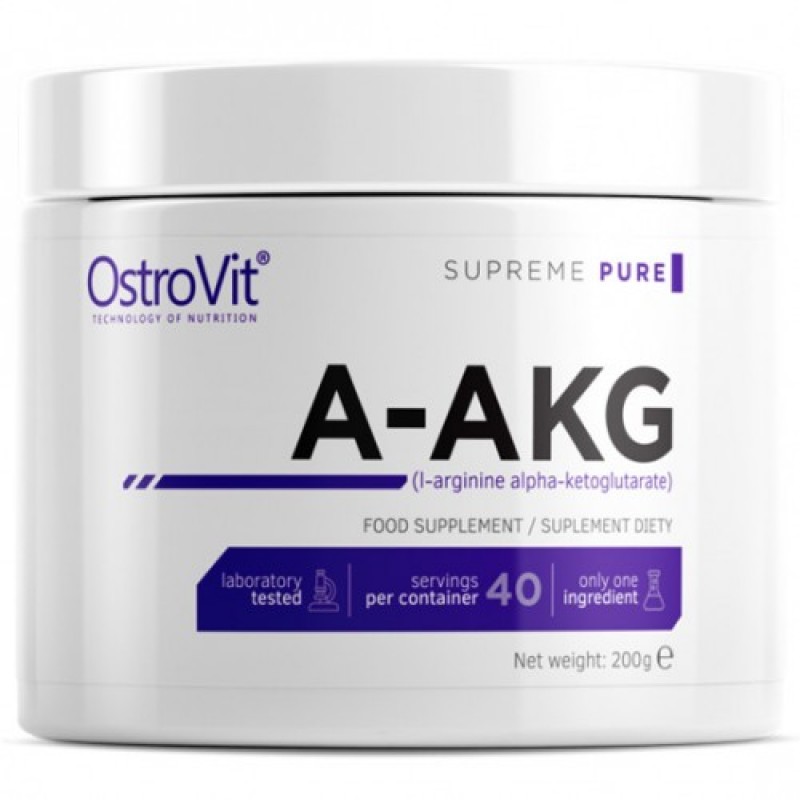 OstroVit®
TECHNOLOGY OF NUTRITION
SUPREME PURE
A-AKG
(l-arginine alpha-ketoglutarate)
FOOD SUPPLEMENT / SUPLEMENT DIETY
laboratory
tested
servings
per container 40
only one
ingredient
Net weight: 200g ℮